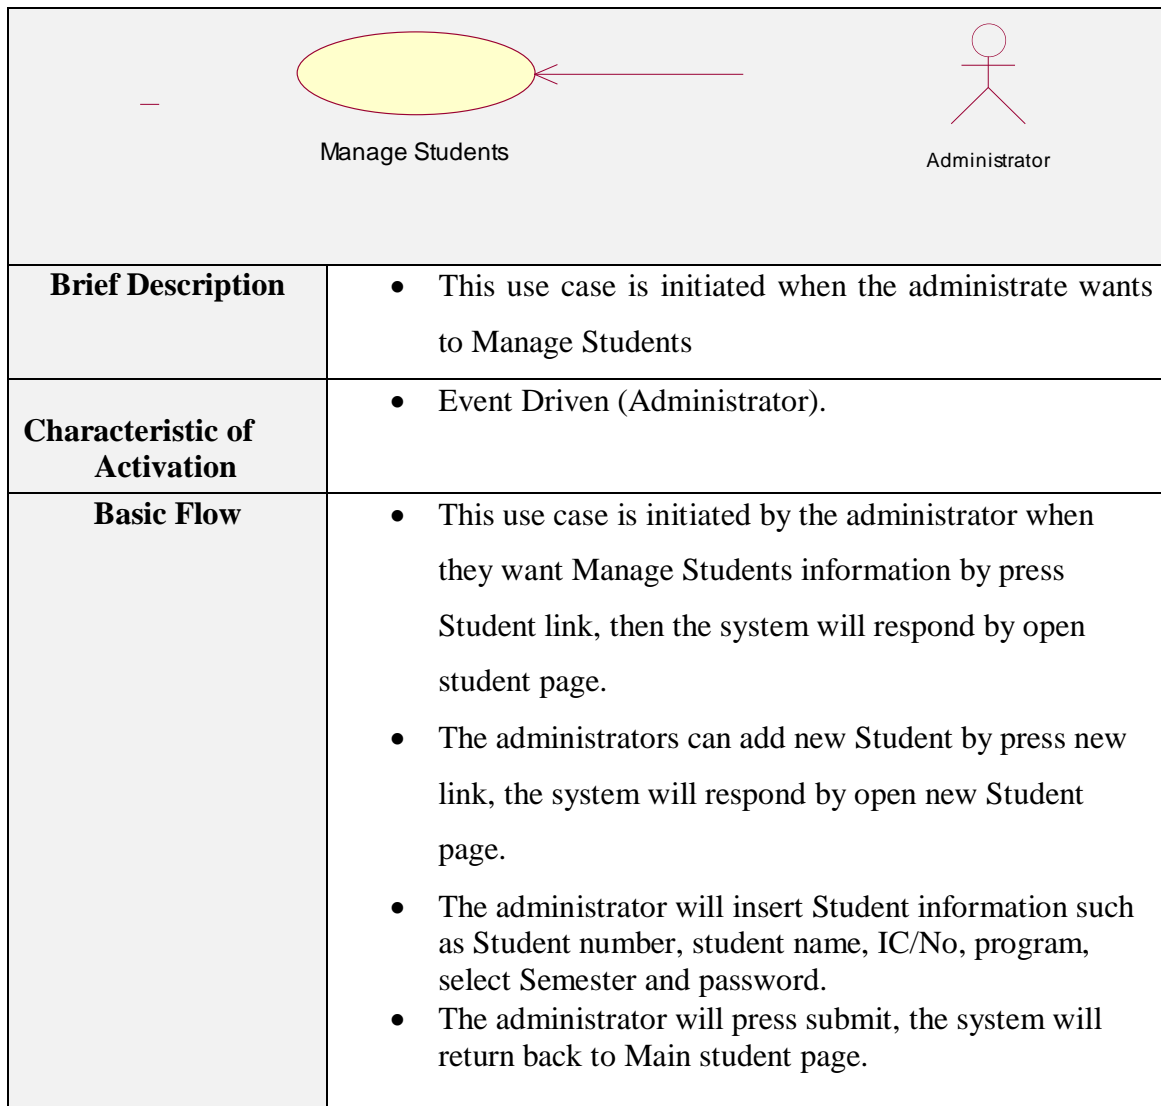 Manage Students
Administrator
Brief Description
• This use case is initiated when the administrate wants
to Manage Students
Characteristic of
Activation
• Event Driven (Administrator).
Basic Flow
• This use case is initiated by the administrator when
they want Manage Students information by press
Student link, then the system will respond by open
student page.
• The administrators can add new Student by press new
link, the system will respond by open new Student
page.
• The administrator will insert Student information such
as Student number, student name, IC/No, program,
select Semester and password.
• The administrator will press submit, the system will
return back to Main student page.